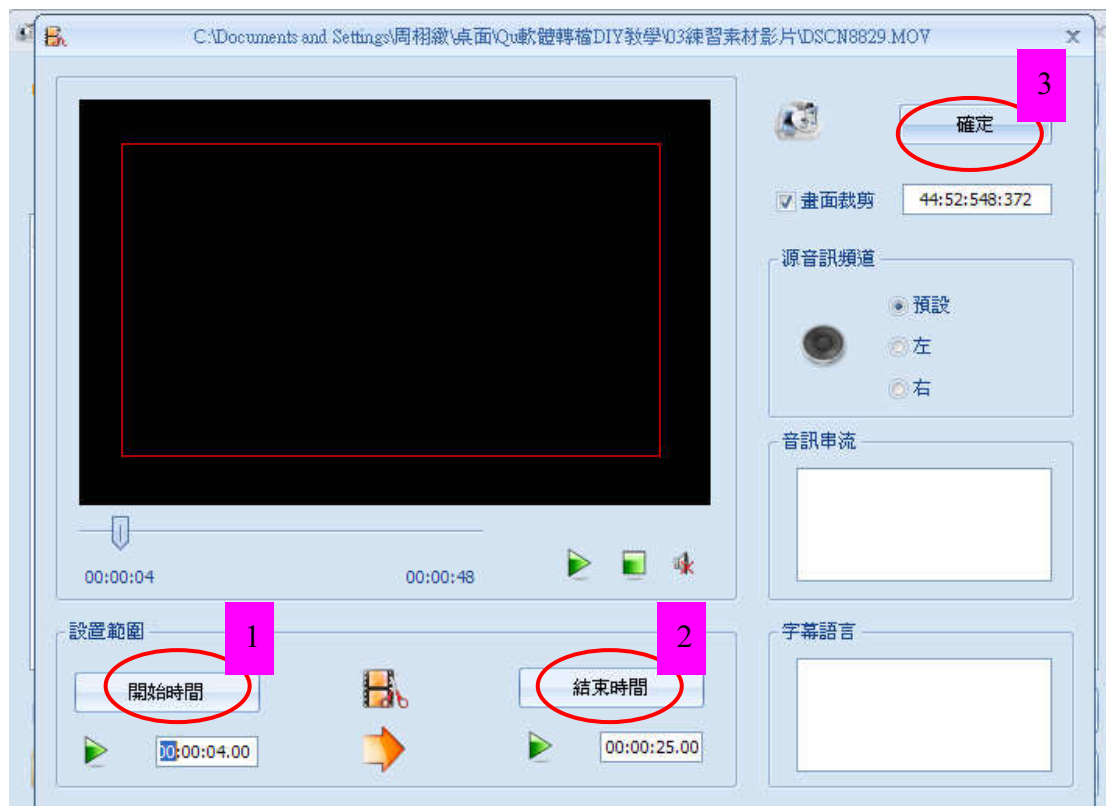 C:\Documents and Settings\周栩緻\桌面\Qu軟體轉檔DIY教學\03練習素材影片\DSCN8829.MOV
3
確定
畫面裁剪 44:52:548:372
源音訊頻道
預設
左
右
音訊串流
00:00:04 00:00:48
設置範圍
1
2
字幕語言
開始時間
結束時間
00:00:04.00
00:00:25.00